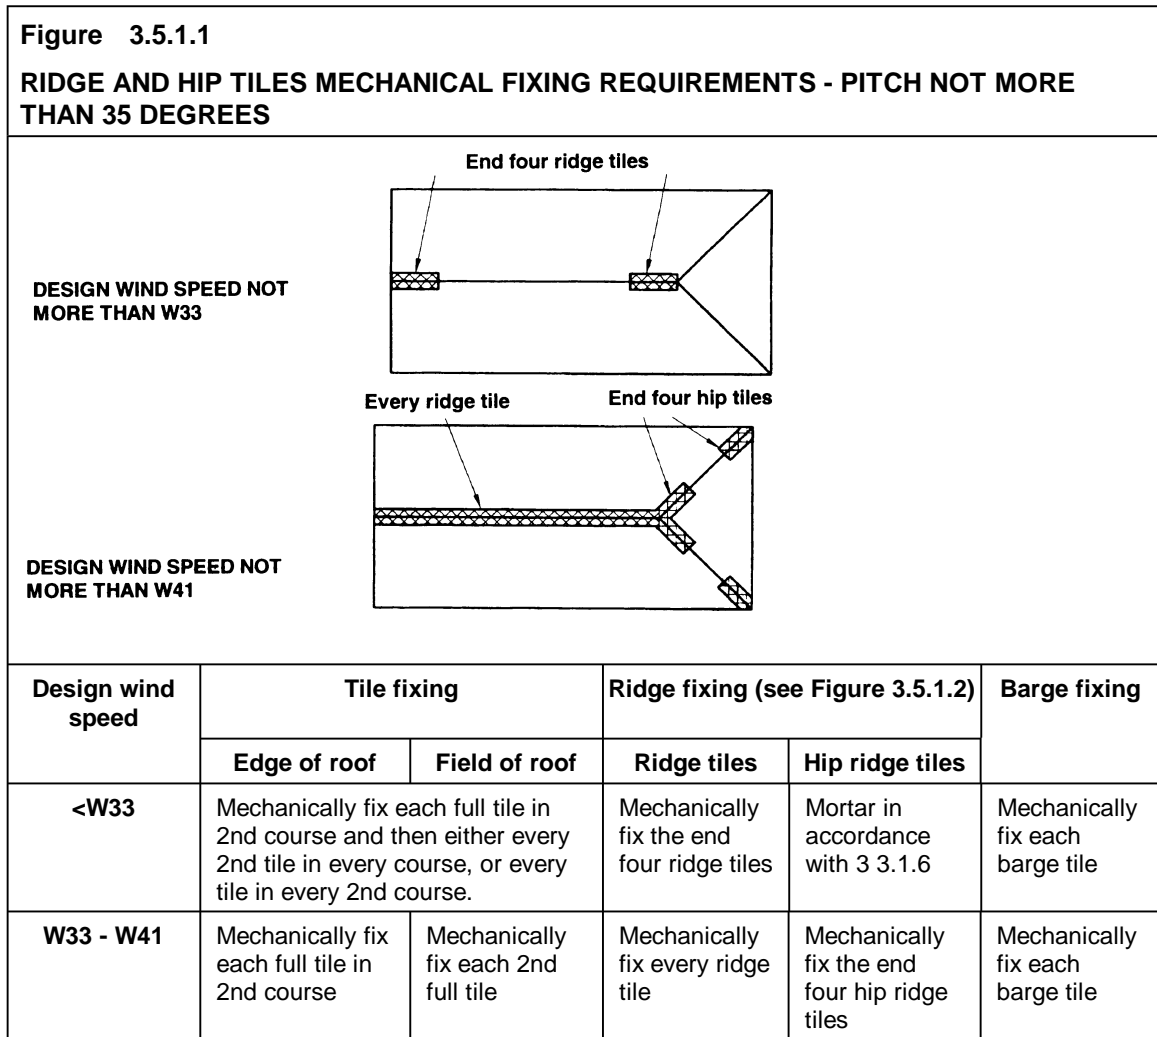 Figure 3.5.1.1
RIDGE AND HIP TILES MECHANICAL FIXING REQUIREMENTS - PITCH NOT MORE
THAN 35 DEGREES
End four ridge tiles
DESIGN WIND SPEED NOT
MORE THAN W33
Every ridge tile
End four hip tiles
DESIGN WIND SPEED NOT
MORE THAN W41
Design wind
speed
Tile fixing
Ridge fixing (see Figure 3.5.1.2)
Barge fixing
Edge of roof
Field of roof
Ridge tiles
Hip ridge tiles
<W33
Mechanically fix each full tile in
2nd course and then either every
2nd tile in every course, or every
tile in every 2nd course.
Mechanically
fix the end
four ridge tiles
Mortar in
accordance
with 3 3.1.6
Mechanically
fix each
barge tile
W33 - W41
Mechanically fix
each full tile in
2nd course
Mechanically
fix each 2nd
full tile
Mechanically
fix every ridge
tile
Mechanically
fix the end
four hip ridge
tiles
Mechanically
fix each
barge tile